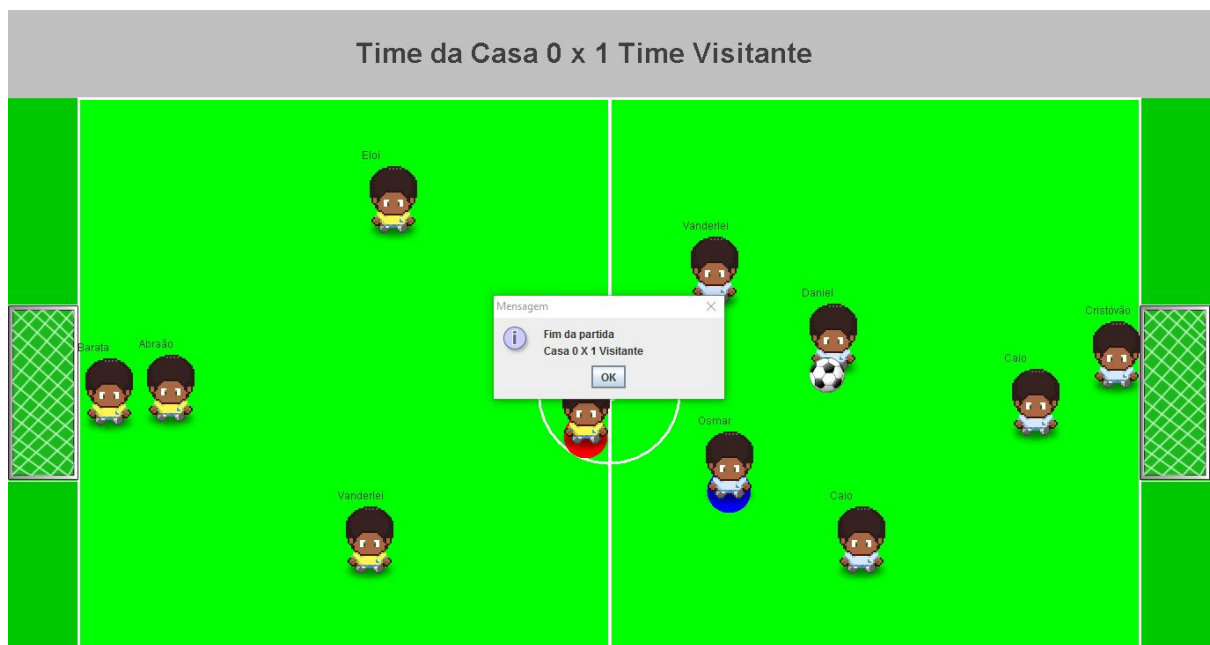 Time da Casa 0 x 1 Time Visitante
Eloi
Vanderlei
Daniel
Mensagem
Cristóvão
Fim da partida
Barata
Abraão
Casa 0 X 1 Visitante
Caio
OK
Osmar
Vanderlei
Caio